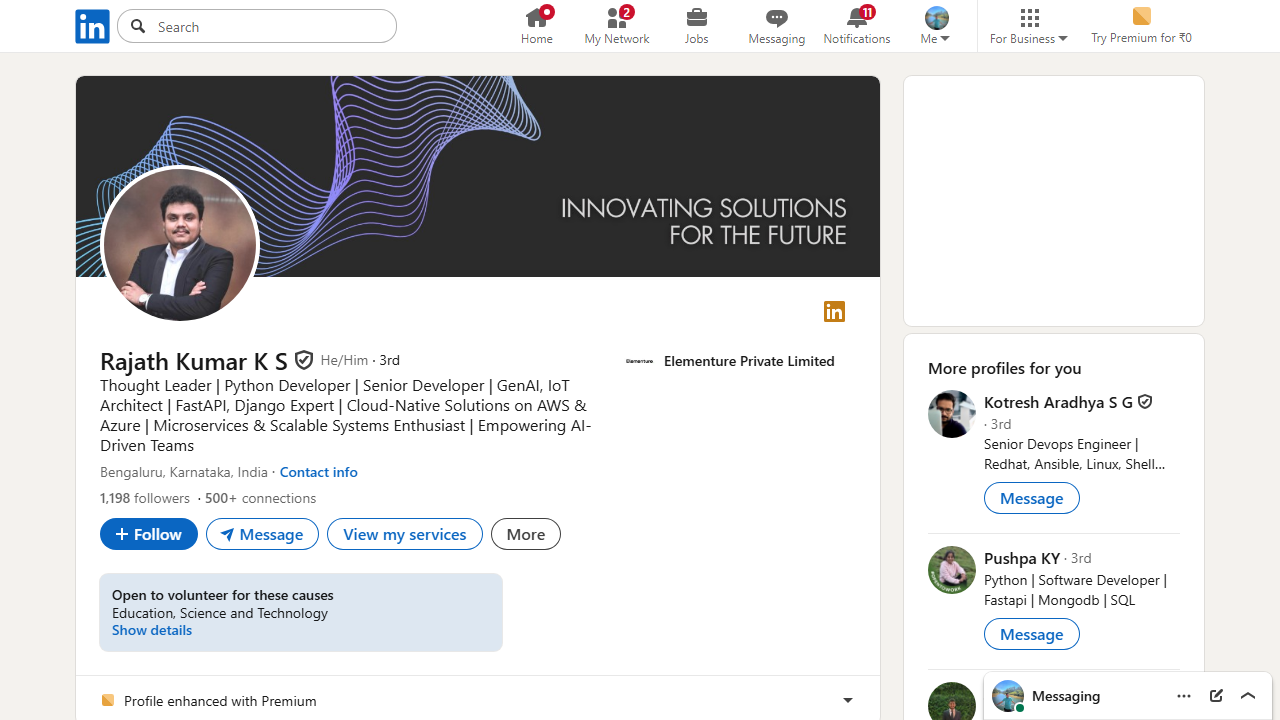 in
Search
Home
2
My Network
Jobs
Messaging
11
Notifications
Me
For Business
Try Premium for ₹0
INNOVATING SOLUTIONS
FOR THE FUTURE
in
Rajath Kumar K S He/Him · 3rd
Thought Leader | Python Developer | Senior Developer | GenAI, IoT
Architect | FastAPI, Django Expert | Cloud-Native Solutions on AWS &
Azure | Microservices & Scalable Systems Enthusiast | Empowering AI-
Driven Teams
Elementure.
Elementure Private Limited
Bengaluru, Karnataka, India · Contact info
1,198 followers · 500+ connections
Follow
Message
View my services
More
Open to volunteer for these causes
Education, Science and Technology
Show details
Profile enhanced with Premium
More profiles for you
Kotresh Aradhya S G
· 3rd
Senior Devops Engineer |
Redhat, Ansible, Linux, Shell...
Message
Pushpa KY · 3rd
Python | Software Developer |
Fastapi | Mongodb | SQL
Message
Messaging